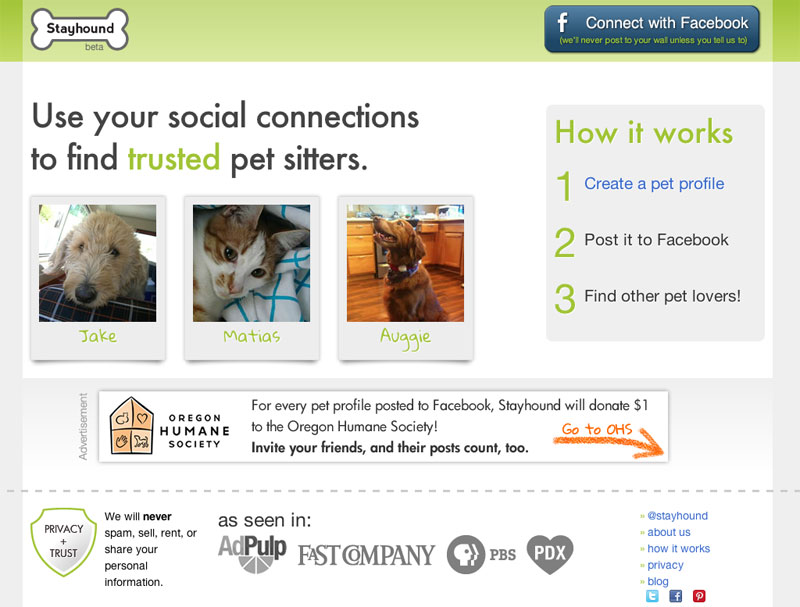 Stayhound
beta
Connect with Facebook
(we'll never post to your wall unless you tell us to)
Use your social connections
to find trusted pet sitters.
Jake
Matias
Auggie
How it works
1 Create a pet profile
2 Post it to Facebook
3 Find other pet lovers!
Advertisement
OREGON
HUMANE
SOCIETY
For every pet profile posted to Facebook, Stayhound will donate $1
to the Oregon Humane Society!
Invite your friends, and their posts count, too.
Go to OHS
PRIVACY
+
TRUST
We will never
spam, sell, rent, or
share your
personal
information.
as seen in:
AdPulp
FAST COMPANY
PBS
PDX
» @stayhound
» about us
» how it works
» privacy
» blog